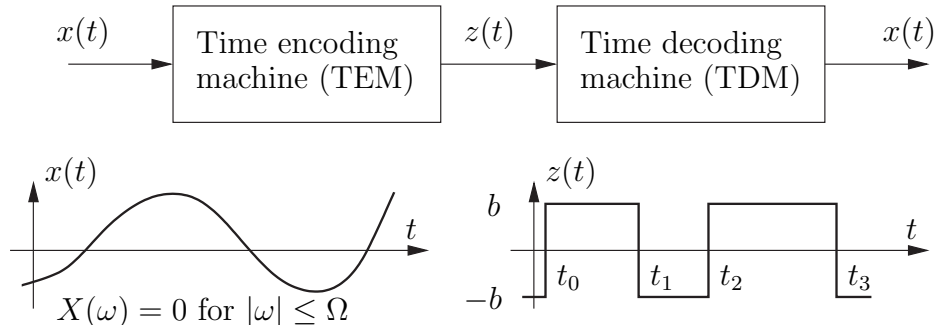 x(t)
Time encoding
machine (TEM)
z(t)
Time decoding
machine (TDM)
x(t)
x(t)
t
X(ω) = 0 for |ω| ≤ Ω
z(t)
b
−b
t
t₀
t₁
t₂
t₃